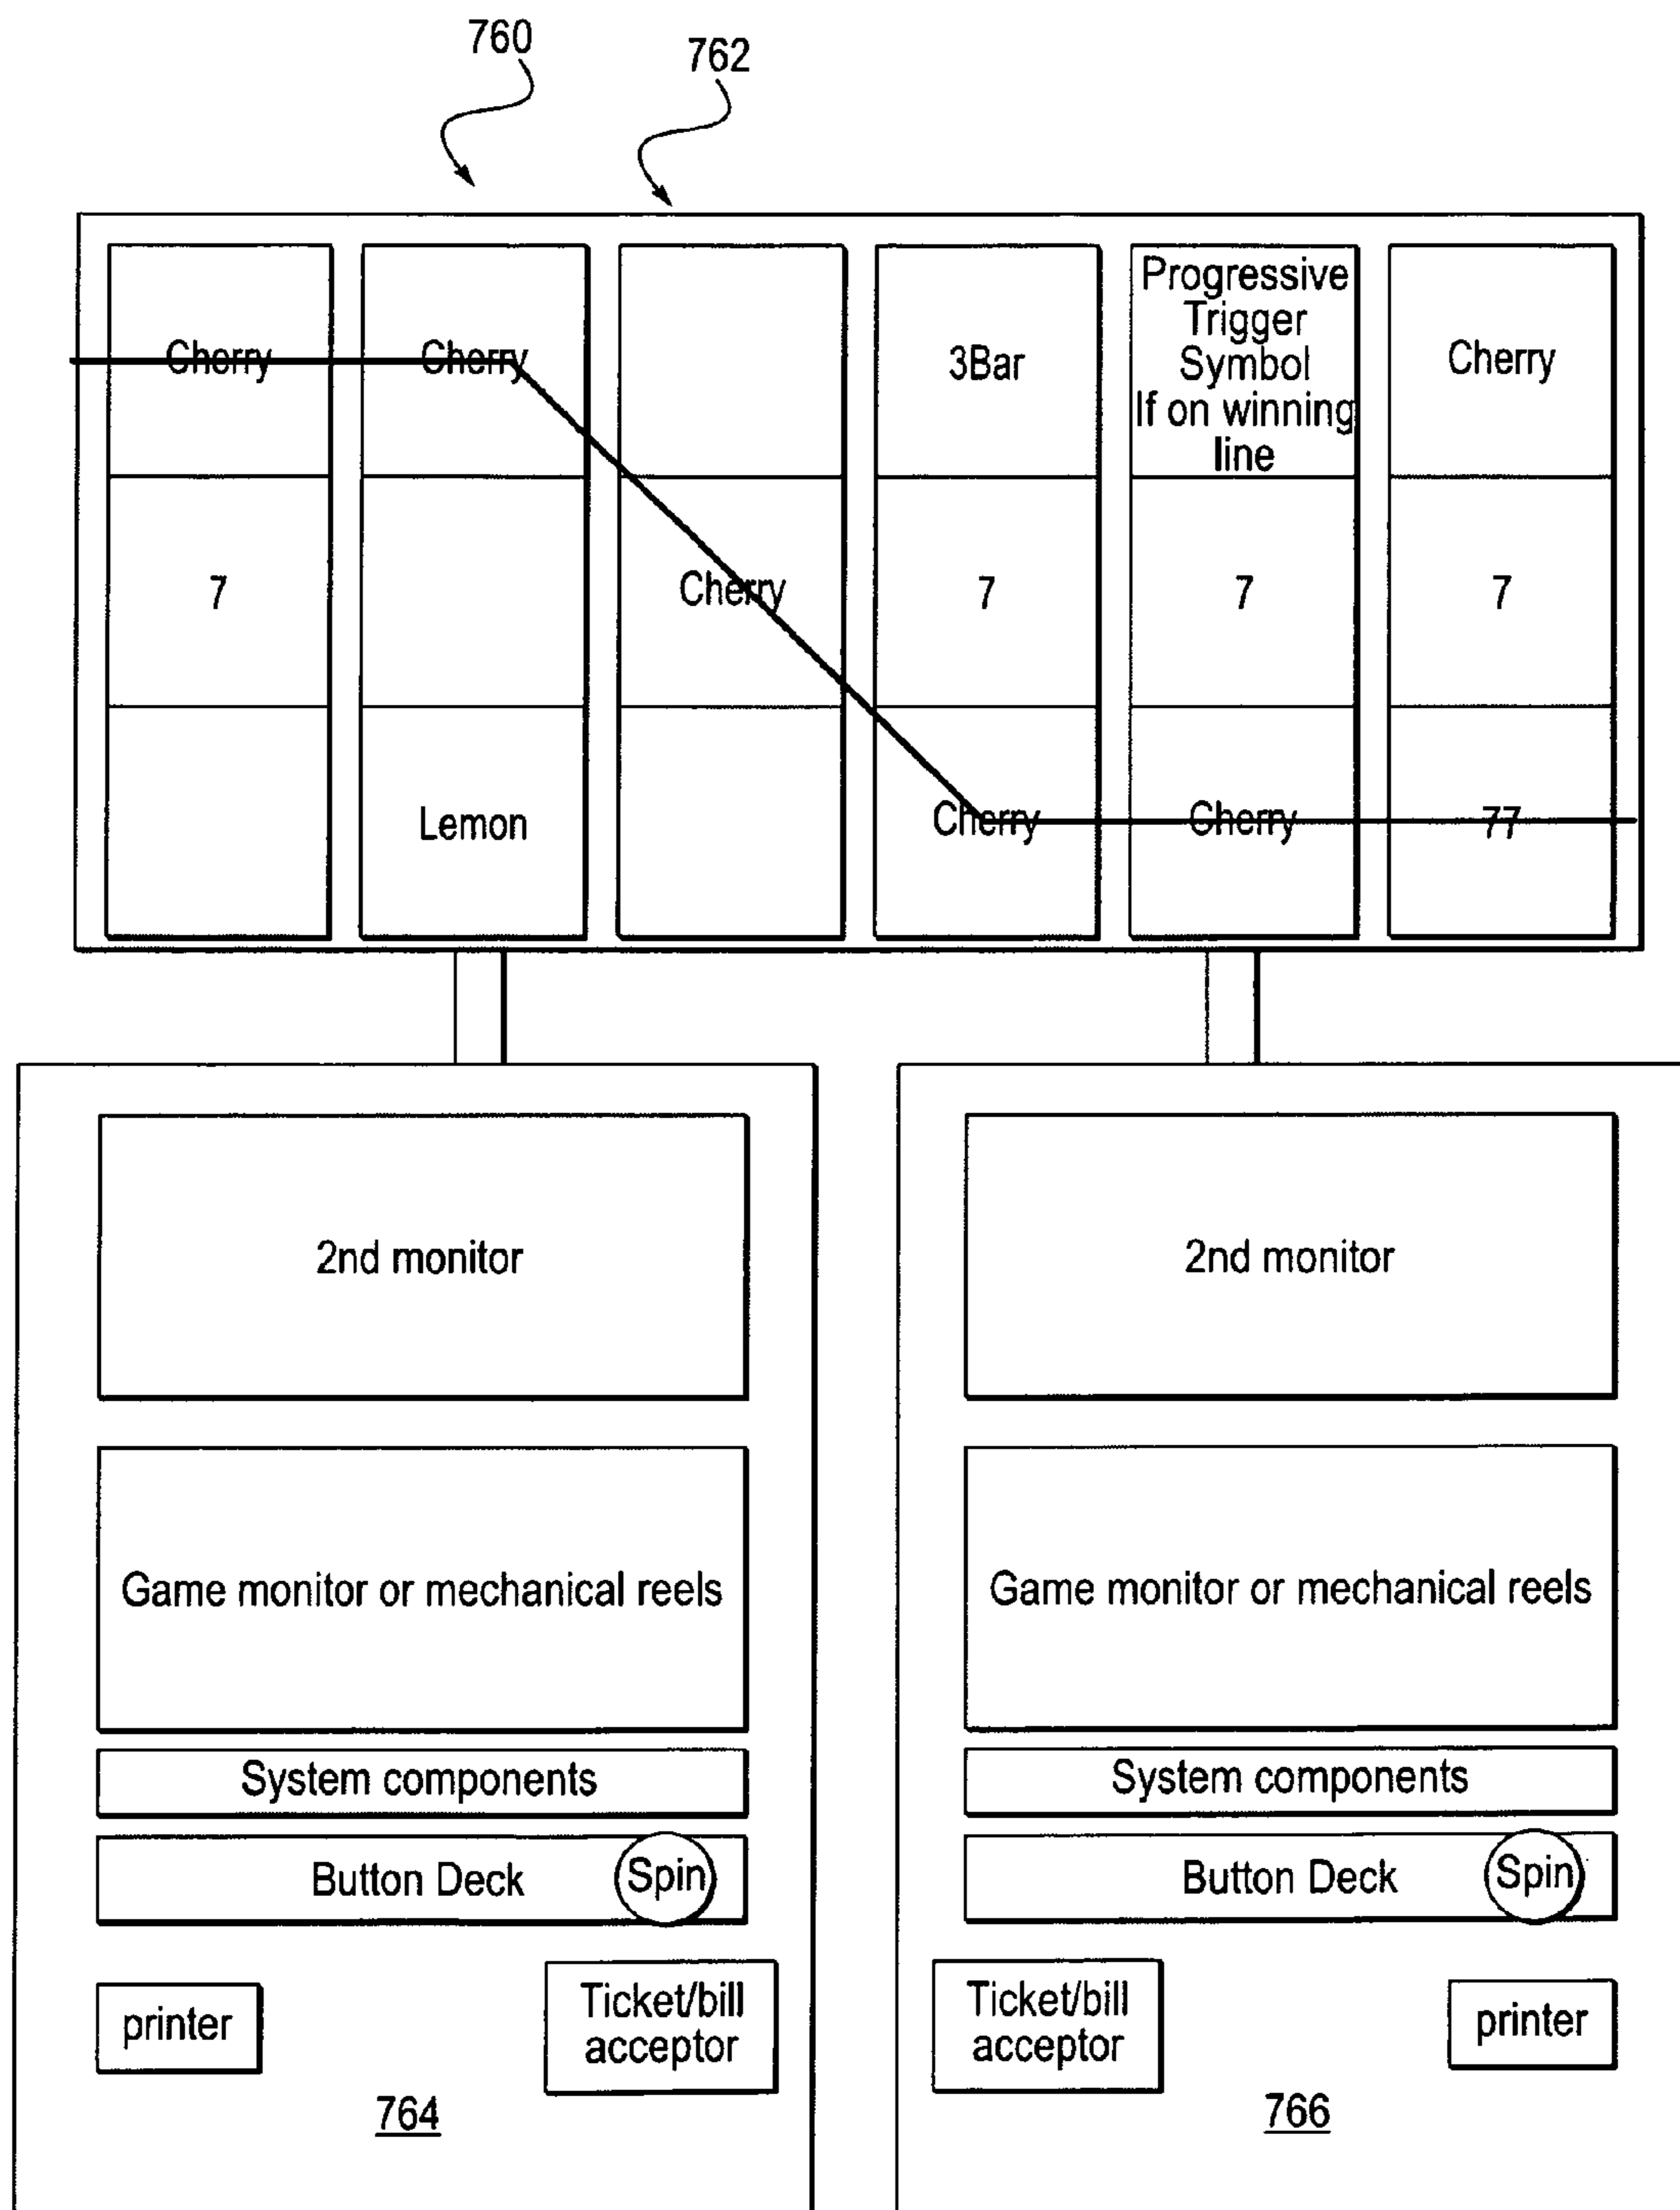 760
762
Cherry
Cherry
3Bar
Progressive
Trigger
Symbol
If on winning
line
Cherry
7
Cherry
7
7
7
Lemon
Cherry
Cherry
77
2nd monitor
2nd monitor
Game monitor or mechanical reels
Game monitor or mechanical reels
System components
System components
Button Deck
Spin
Button Deck
Spin
printer
Ticket/bill
acceptor
Ticket/bill
acceptor
printer
764
766